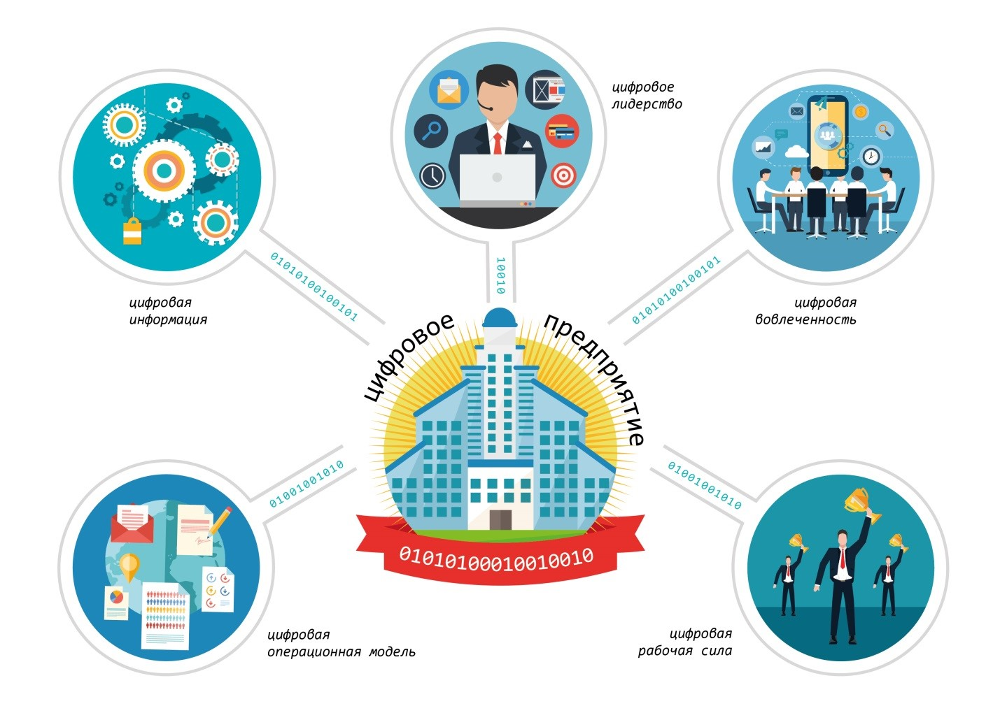 цифровое
лидерство
цифровая
информация
цифровая
вовлеченность
01010100100101
10010
01010100100101
цифровое предприятие
01001001010
01001001010
01010100010010010
цифровая
операционная модель
цифровая
рабочая сила